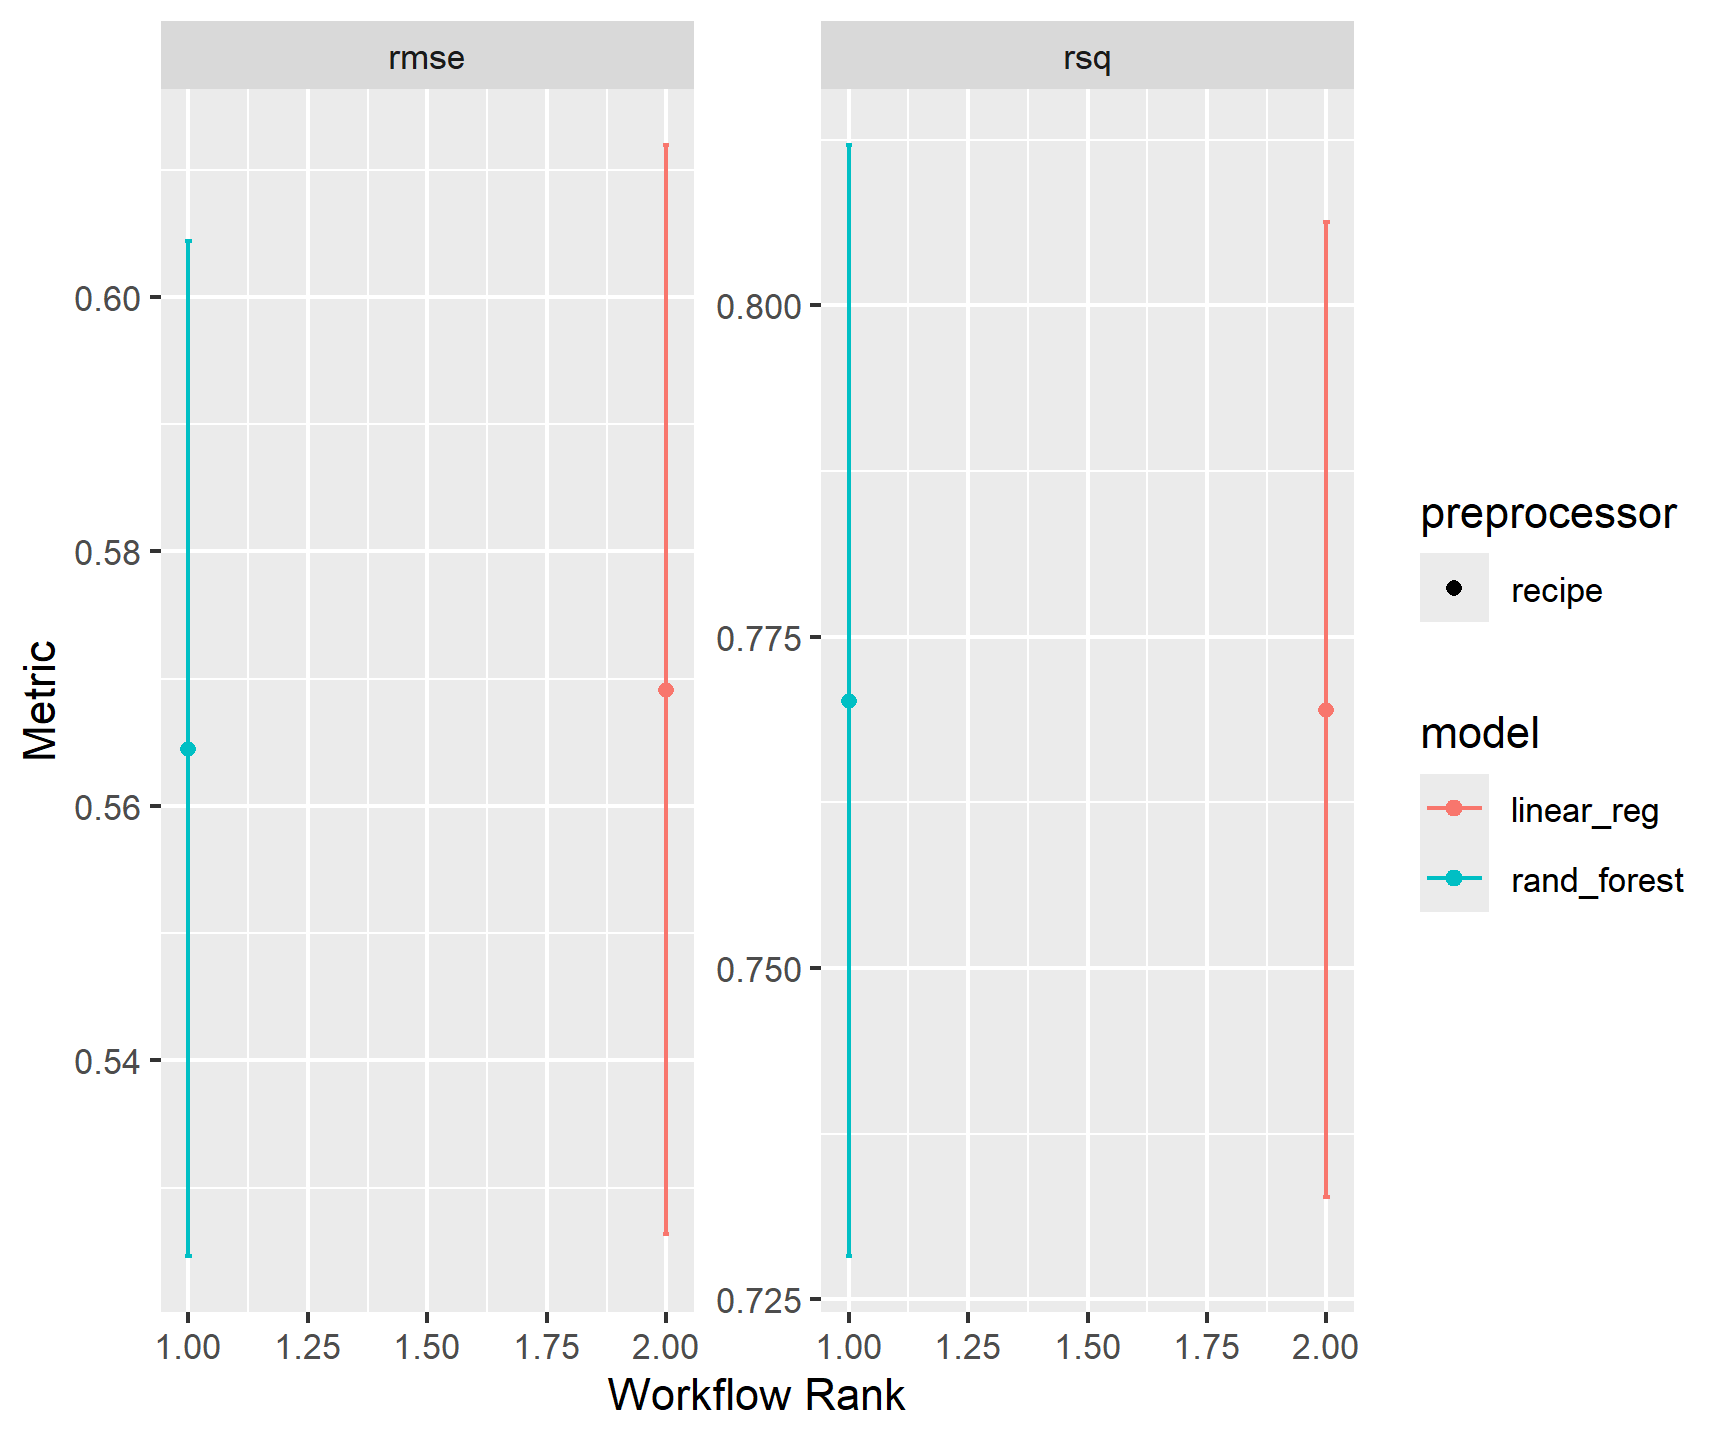 rmse
rsq
0.60
0.58
0.56
0.54
0.800
0.775
0.750
0.725
Metric
1.00 1.25 1.50 1.75 2.00
1.00 1.25 1.50 1.75 2.00
Workflow Rank
preprocessor
recipe
model
linear_reg
rand_forest